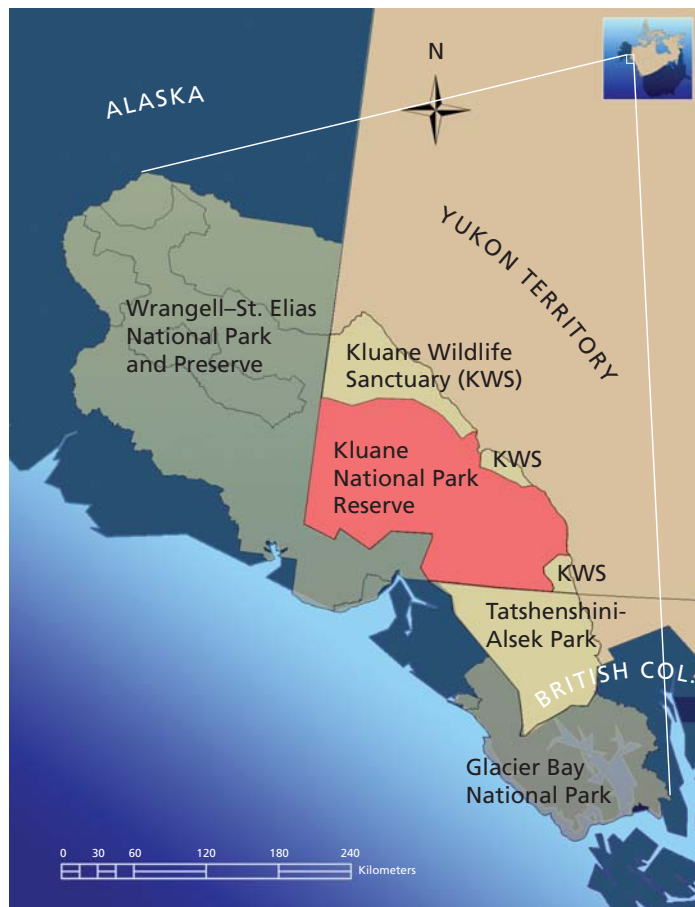 N
ALASKA
YUKON TERRITORY
Wrangell–St. Elias
National Park
and Preserve
Kluane Wildlife
Sanctuary (KWS)
Kluane
National Park
Reserve
KWS
KWS
Tatshenshini-
Alsek Park
BRITISH COL.
Glacier Bay
National Park
0 30 60 120 180 240
Kilometers